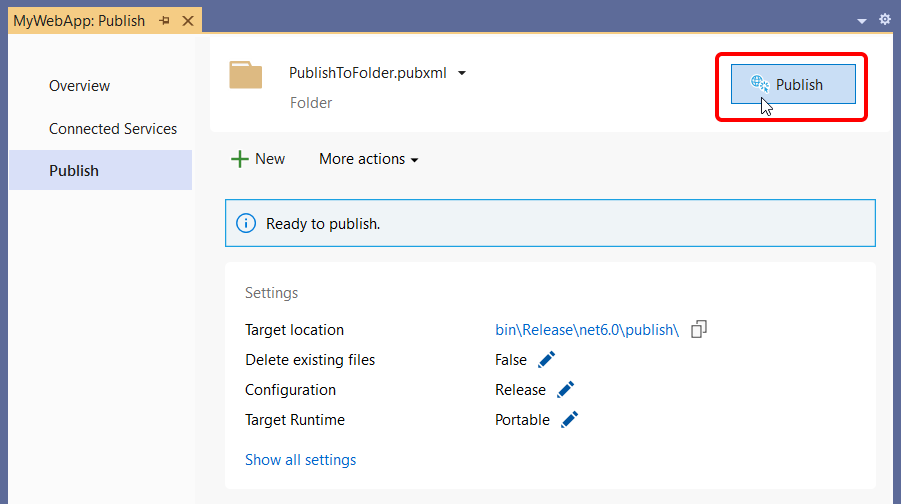 MyWebApp: Publish
Overview
Connected Services
Publish
PublishToFolder.pubxml
Folder
Publish
New
More actions
Ready to publish.
Settings
Target location bin\Release\net6.0\publish\
Delete existing files False
Configuration Release
Target Runtime Portable
Show all settings